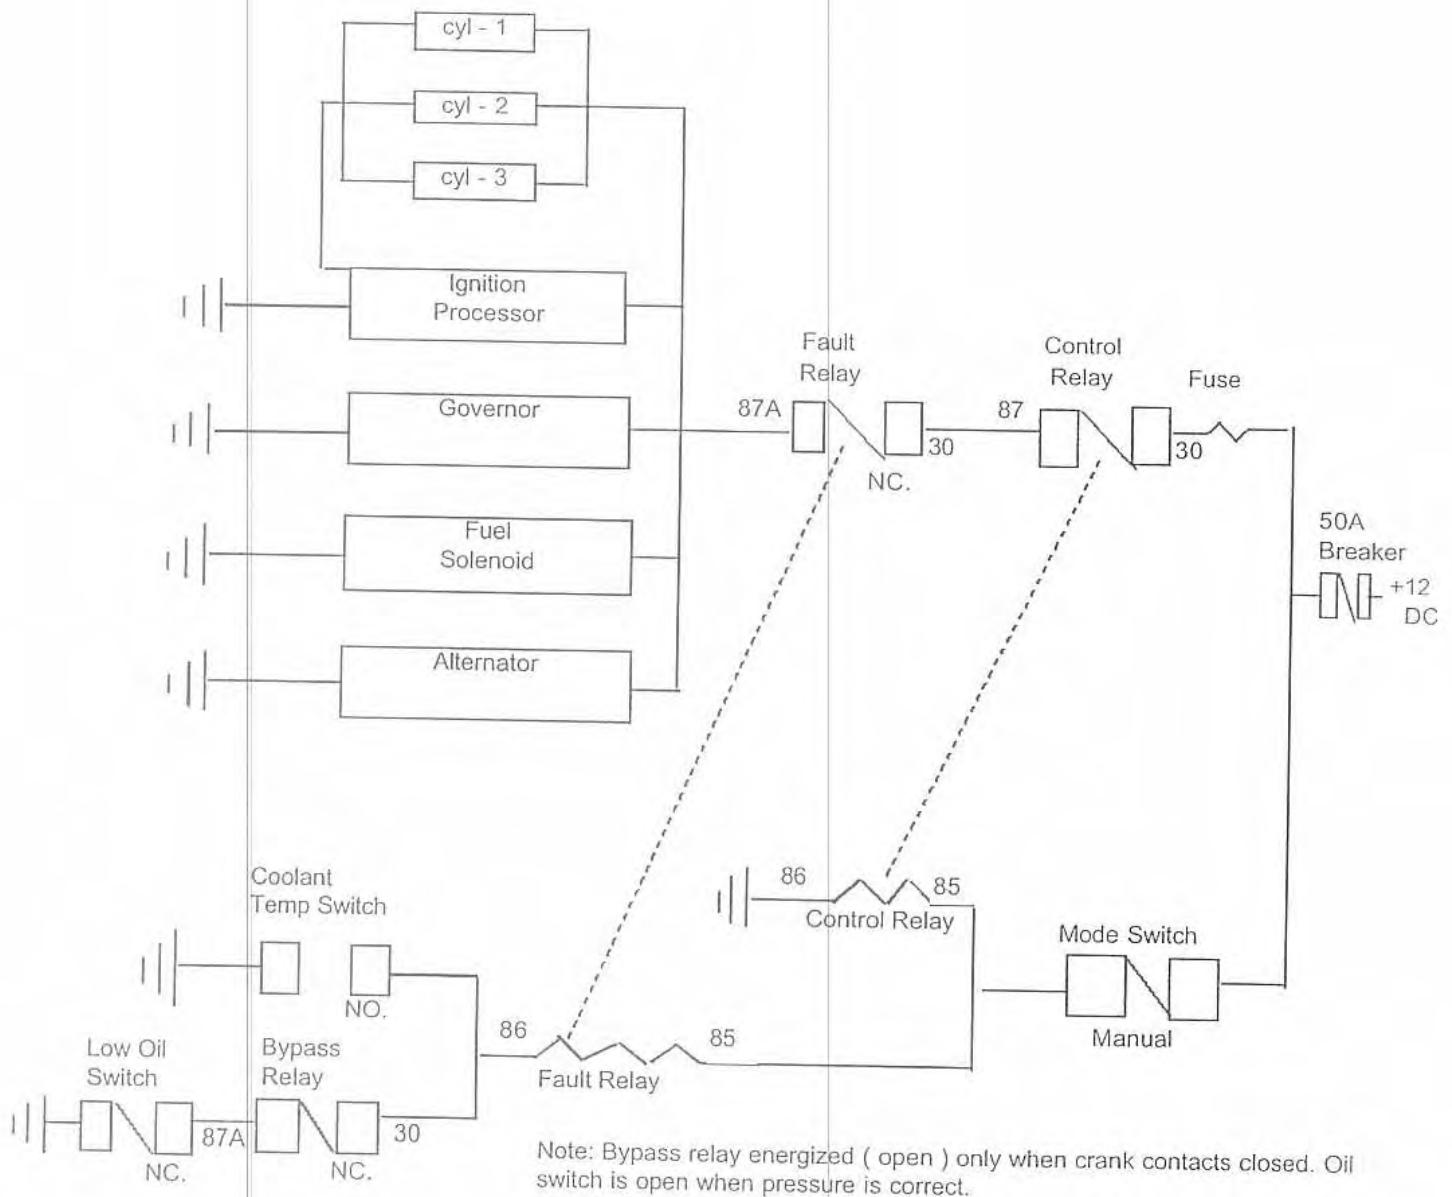 cyl - 1
cyl - 2
cyl - 3
Ignition
Processor
Governor
Fuel
Solenoid
Alternator
Fault
Relay
87A
30
NC.
Control
Relay
87
30
Fuse
50A
Breaker
+12
DC
Coolant
Temp Switch
NO.
86
85
Control Relay
Mode Switch
Manual
86
85
Fault Relay
Low Oil
Switch
NC.
87A
Bypass
Relay
30
NC.
Note: Bypass relay energized ( open ) only when crank contacts closed. Oil
switch is open when pressure is correct.